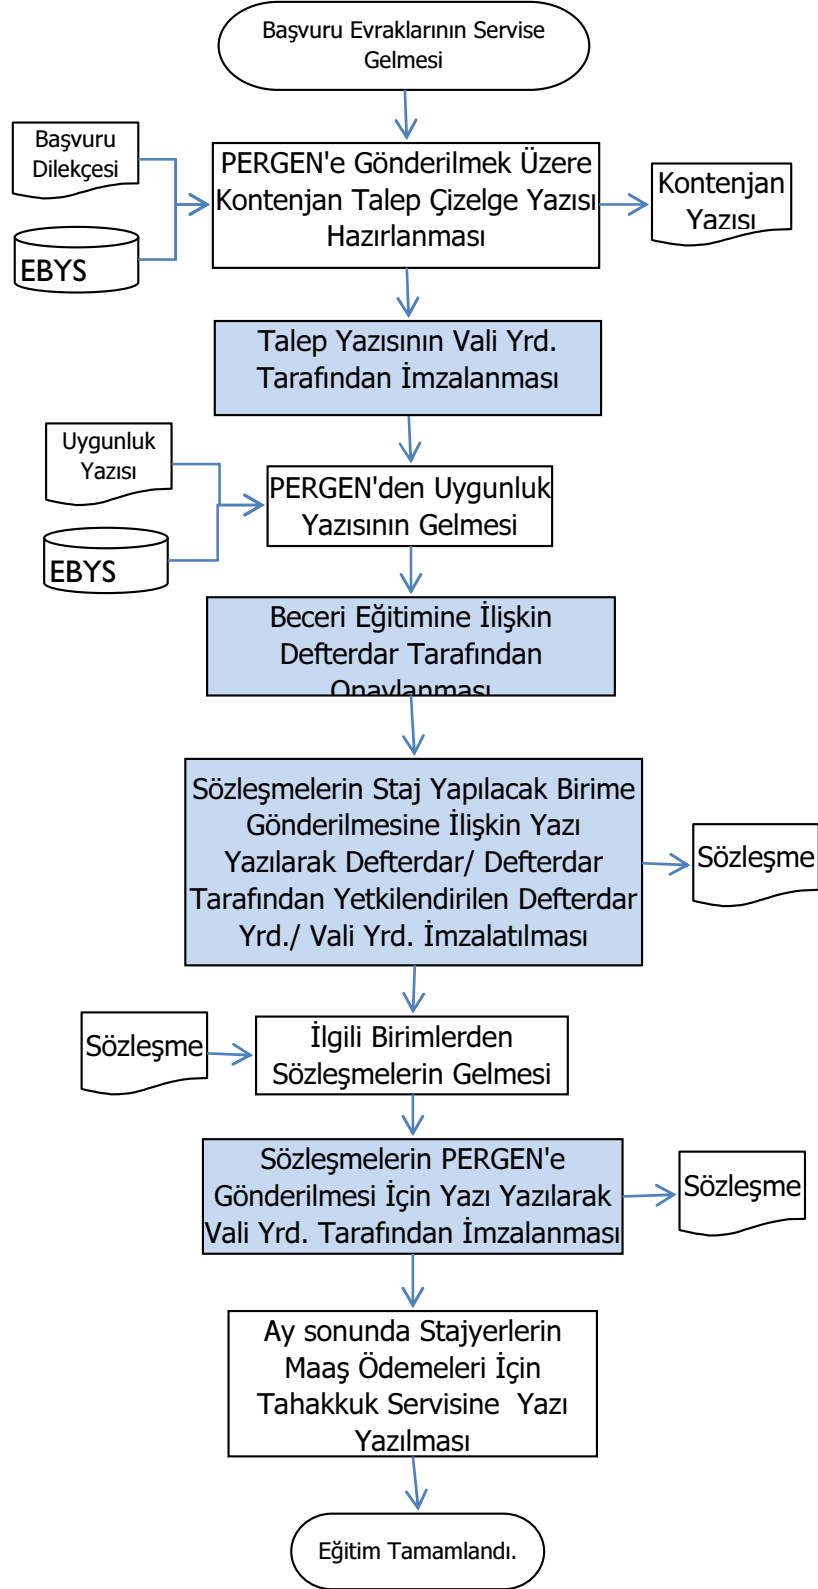 Başvuru Evraklarının Servise
Gelmesi
Başvuru
Dilekçesi
EBYS
PERGEN'e Gönderilmek Üzere
Kontenjan Talep Çizelge Yazısı
Hazırlanması
Kontenjan
Yazısı
Talep Yazısının Vali Yrd.
Tarafından İmzalanması
Uygunluk
Yazısı
EBYS
PERGEN'den Uygunluk
Yazısının Gelmesi
Beceri Eğitimine İlişkin
Defterdar Tarafından
Onaylanması
Sözleşmelerin Staj Yapılacak Birime
Gönderilmesine İlişkin Yazı
Yazılarak Defterdar/ Defterdar
Tarafından Yetkilendirilen Defterdar
Yrd./ Vali Yrd. İmzalatılması
Sözleşme
Sözleşme
İlgili Birimlerden
Sözleşmelerin Gelmesi
Sözleşmelerin PERGEN'e
Gönderilmesi İçin Yazı Yazılarak
Vali Yrd. Tarafından İmzalanması
Sözleşme
Ay sonunda Stajyerlerin
Maaş Ödemeleri İçin
Tahakkuk Servisine  Yazı
Yazılması
Eğitim Tamamlandı.